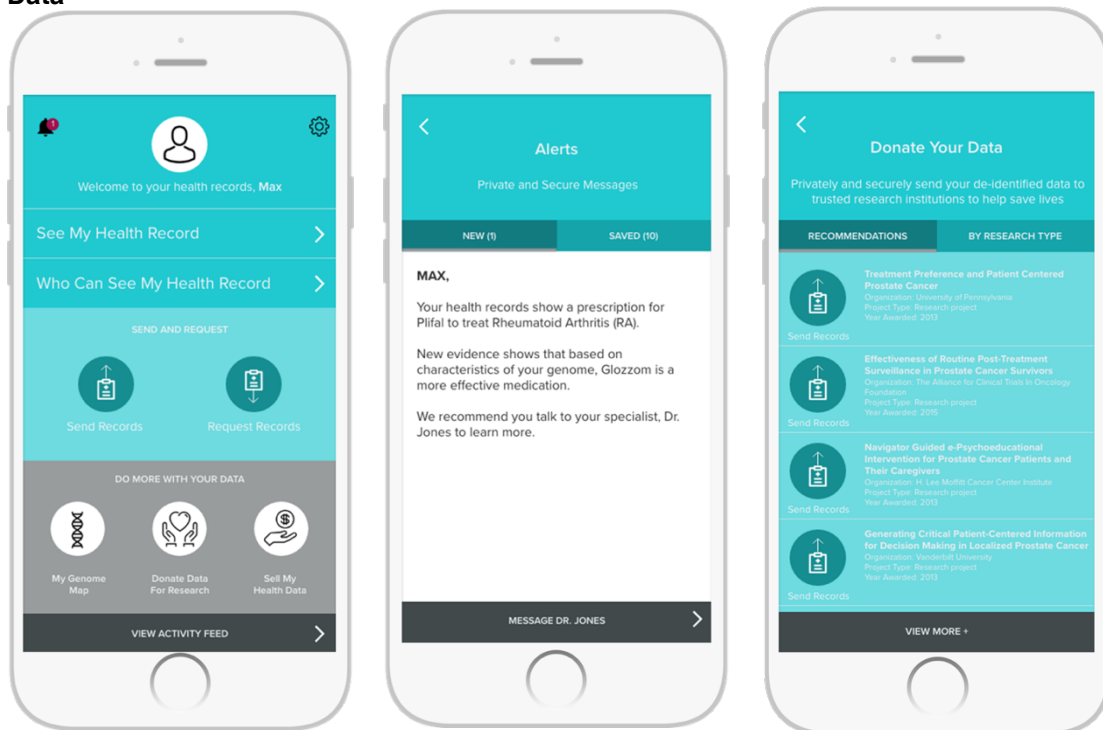 Data
1
Welcome to your health records, Max
See My Health Record
Who Can See My Health Record
SEND AND REQUEST
Send Records
Request Records
DO MORE WITH YOUR DATA
My Genome
Map
Donate Data
For Research
Sell My
Health Data
VIEW ACTIVITY FEED
Alerts
Private and Secure Messages
NEW (1)
SAVED (10)
MAX,
Your health records show a prescription for
Plifal to treat Rheumatoid Arthritis (RA).
New evidence shows that based on
characteristics of your genome, Glozzom is a
more effective medication.
We recommend you talk to your specialist, Dr.
Jones to learn more.
MESSAGE DR. JONES
Donate Your Data
Privately and securely send your de-identified data to
trusted research institutions to help save lives
RECOMMENDATIONS
BY RESEARCH TYPE
Send Records
Treatment Preference and Patient Centered
Prostate Cancer
Organization: University of Pennsylvania
Project Type: Research project
Year Awarded: 2013
Send Records
Effectiveness of Routine Post-Treatment
Surveillance in Prostate Cancer Survivors
Organization: The Alliance for Clinical Trials In Oncology
Foundation
Project Type: Research project
Year Awarded: 2015
Send Records
Navigator Guided e-Psychoeducational
Intervention for Prostate Cancer Patients and
Their Caregivers
Organization: H. Lee Moffitt Cancer Center Institute
Project Type: Research project
Year Awarded: 2013
Send Records
Generating Critical Patient-Centered Information
for Decision Making in Localized Prostate Cancer
Organization: Vanderbilt University
Project Type: Research project
Year Awarded: 2013
VIEW MORE +